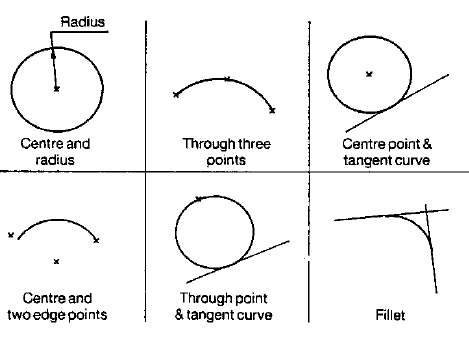 Radius
Centre and
radius
Through three
points
Centre point &
tangent curve
Centre and
two edge points
Through point
& tangent curve
Fillet